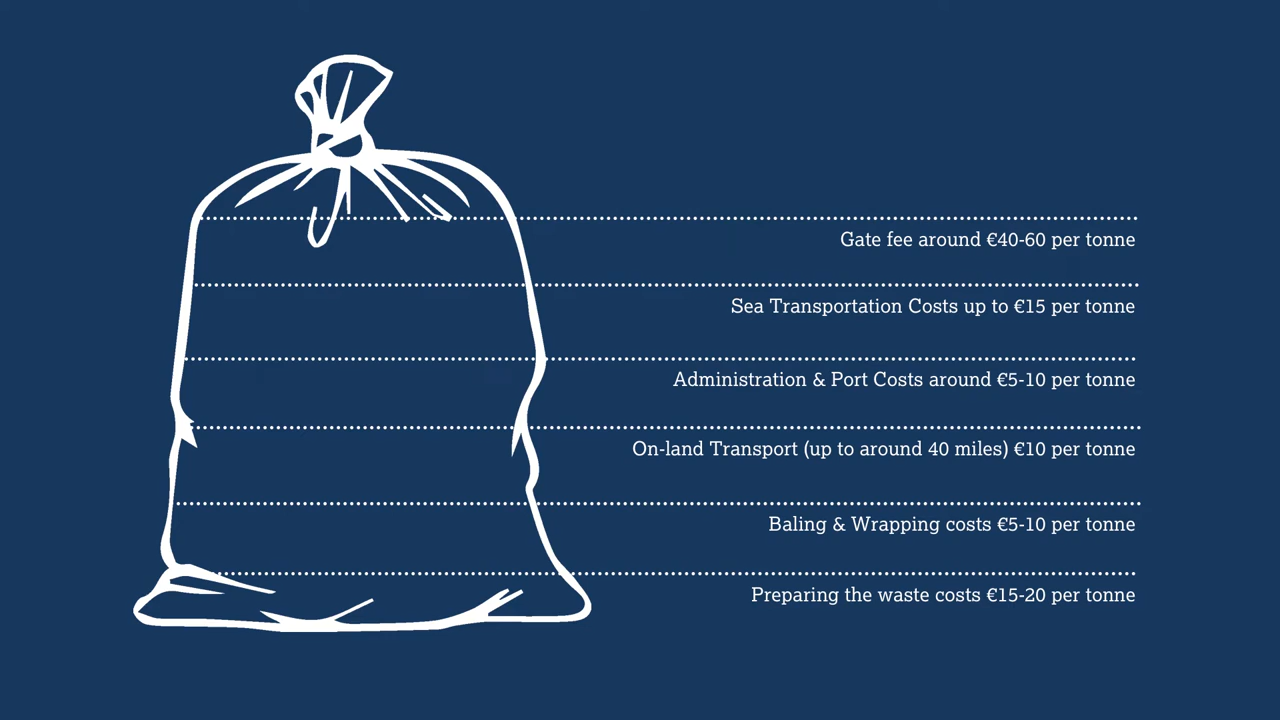 Gate fee around €40-60 per tonne
Sea Transportation Costs up to €15 per tonne
Administration & Port Costs around €5-10 per tonne
On-land Transport (up to around 40 miles) €10 per tonne
Baling & Wrapping costs €5-10 per tonne
Preparing the waste costs €15-20 per tonne